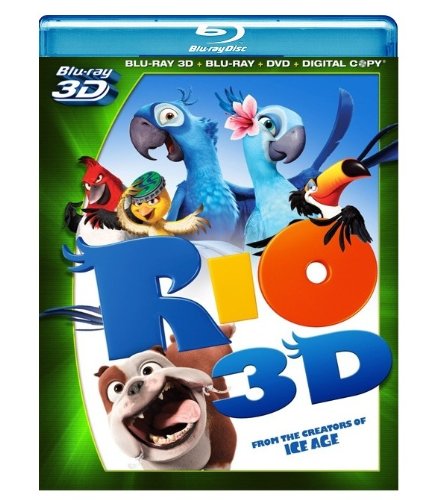 Blu-ray Disc
Blu-ray 3D
BLU-RAY 3D + BLU-RAY + DVD + DIGITAL COPY
RIO
3D
FROM THE CREATORS OF
ICE AGE